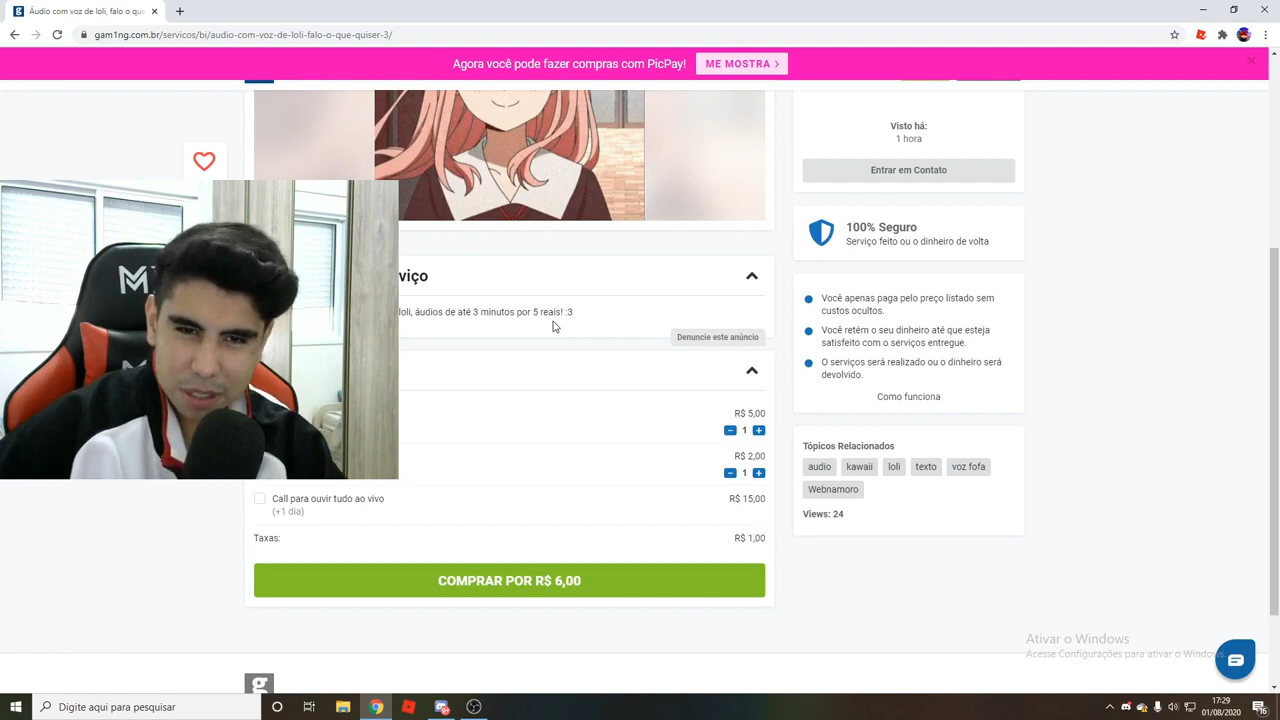 Áudio com voz de loli, falo o que
gam1ng.com.br/servicos/bi/audio-com-voz-de-loli-falo-o-que-quiser-3/
Agora você pode fazer compras com PicPay!
ME MOSTRA >
Visto há:
1 hora
Entrar em Contato
100% Seguro
Serviço feito ou o dinheiro de volta
viço
loli, áudios de até 3 minutos por 5 reais! :3
Denuncie este anúncio
R$ 5,00
1
R$ 2,00
1
Call para ouvir tudo ao vivo
(+1 dia)
R$ 15,00
Taxas:
R$ 1,00
COMPRAR POR R$ 6,00
Você apenas paga pelo preço listado sem
custos ocultos.
Você retém o seu dinheiro até que esteja
satisfeito com o serviços entregue.
O serviços será realizado ou o dinheiro será
devolvido.
Como funciona
Tópicos Relacionados
audio kawaii loli texto voz fofa
Webnamoro
Views: 24
Ativar o Windows
Acesse Configurações para ativar o Windows.
g
Digite aqui para pesquisar
17:29
01/08/2020
16